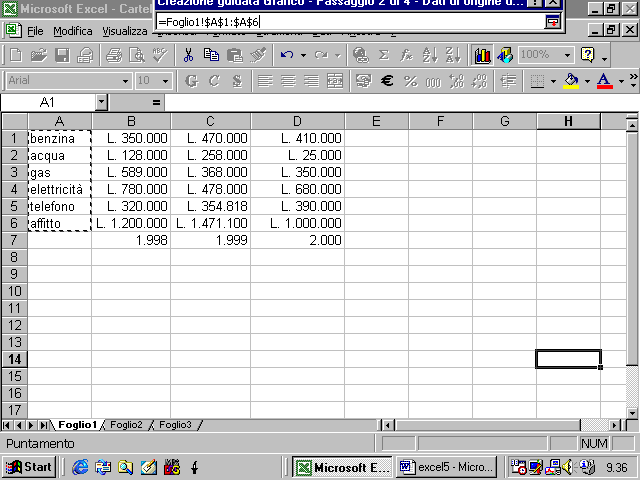 Microsoft Excel - Cartel
Creazione guidata Grafico - Passaggio 2 di 4 - Dati di origine d...
=Foglio1!$A$1:$A$6
File Modifica Visualizza
100%
Arial 10 G C S € % 000
A1 =
A B C D E F G H
1 benzina L. 350.000 L. 470.000 L. 410.000
2 acqua L. 128.000 L. 258.000 L. 25.000
3 gas L. 589.000 L. 368.000 L. 350.000
4 elettricità L. 780.000 L. 478.000 L. 680.000
5 telefono L. 320.000 L. 354.818 L. 390.000
6 affitto L. 1.200.000 L. 1.471.100 L. 1.000.000
7 1.998 1.999 2.000
8
9
10
11
12
13
14
15
16
17
Foglio1 Foglio2 Foglio3
Puntamento NUM
Start Microsoft E... excel5 - Micro... 9.36